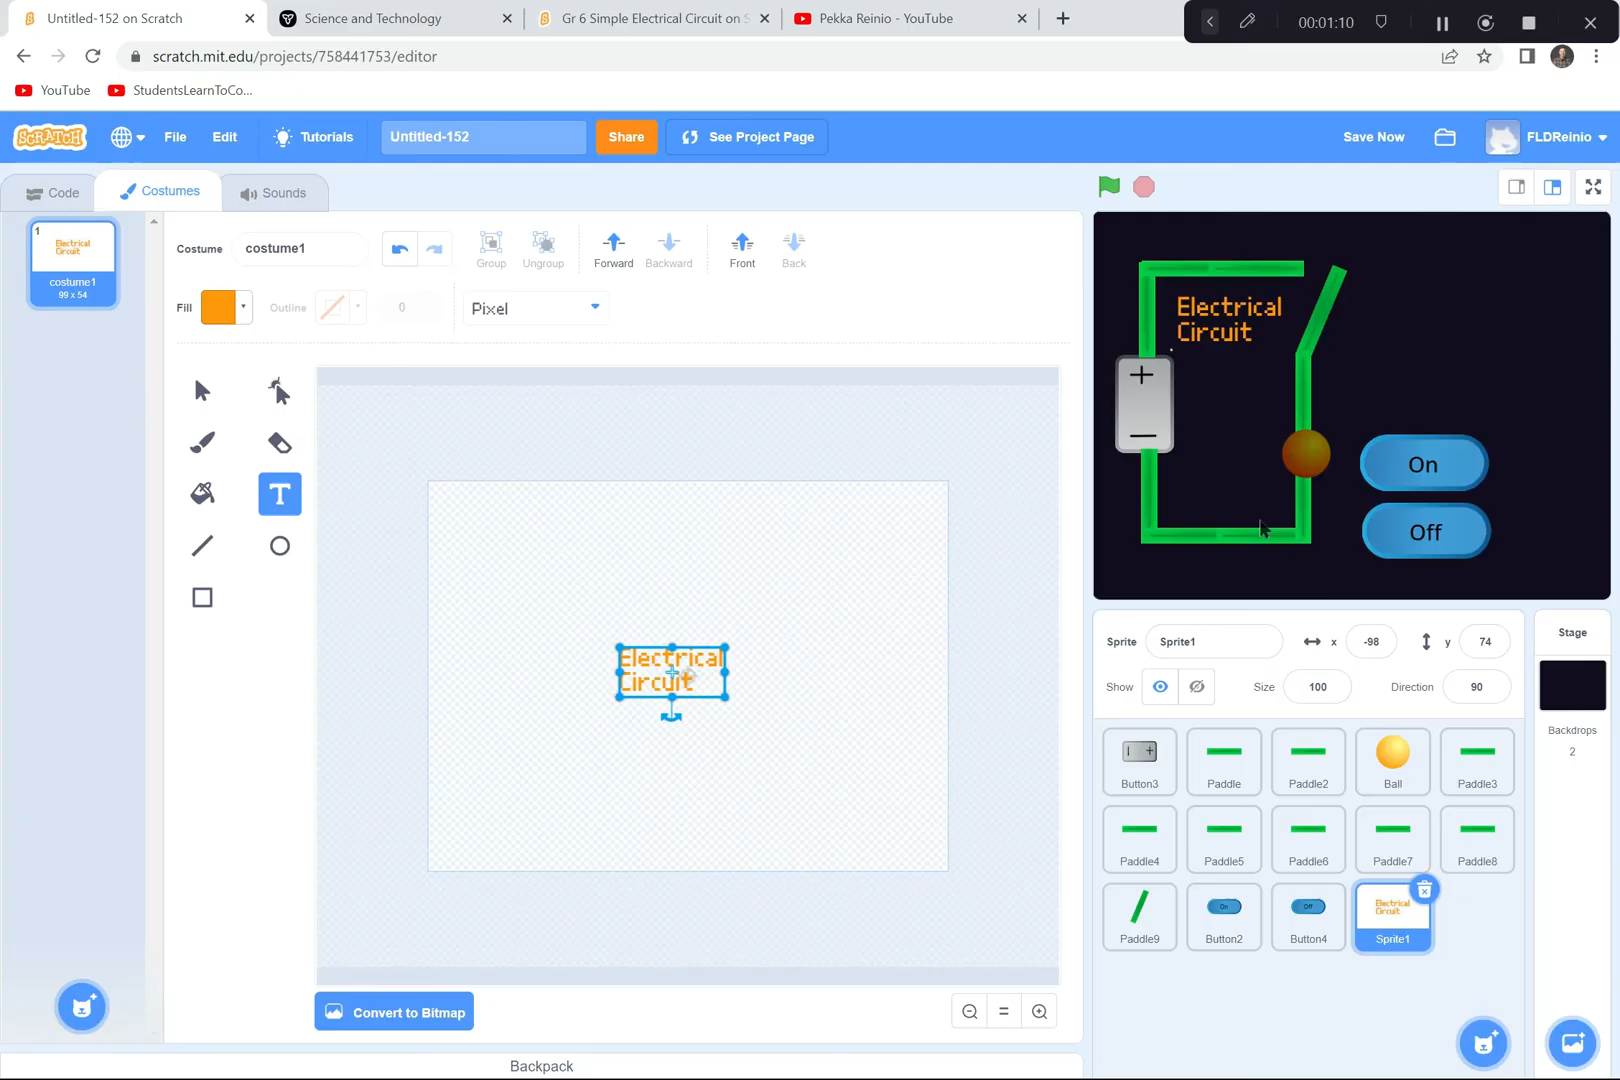 Untitled-152 on Scratch
Science and Technology
Gr 6 Simple Electrical Circuit on S
Pekka Reinio - YouTube
00:01:10
scratch.mit.edu/projects/758441753/editor
YouTube
StudentsLearnToCo...
SCRATCH
File
Edit
Tutorials
Untitled-152
Share
See Project Page
Save Now
FLDReinio
Code
Costumes
Sounds
1
Electrical
Circuit
costume1
99 x 54
Costume
costume1
Group
Ungroup
Forward
Backward
Front
Back
Fill
Outline
0
Pixel
T
Electrical
Circuit
Convert to Bitmap
Backpack
Electrical
Circuit
+
−
On
Off
Sprite
Sprite1
x
-98
y
74
Show
Size
100
Direction
90
Stage
Backdrops
2
Button3
Paddle
Paddle2
Ball
Paddle3
Paddle4
Paddle5
Paddle6
Paddle7
Paddle8
Paddle9
On
Button2
Off
Button4
Electrical
Circuit
Sprite1